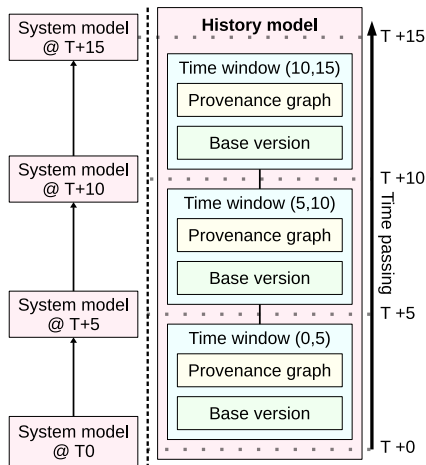 System model
@ T+15
System model
@ T+10
System model
@ T+5
System model
@ T0
History model
Time window (10,15)
Provenance graph
Base version
Time window (5,10)
Provenance graph
Base version
Time window (0,5)
Provenance graph
Base version
T +15
T +10
T +5
T +0
Time passing